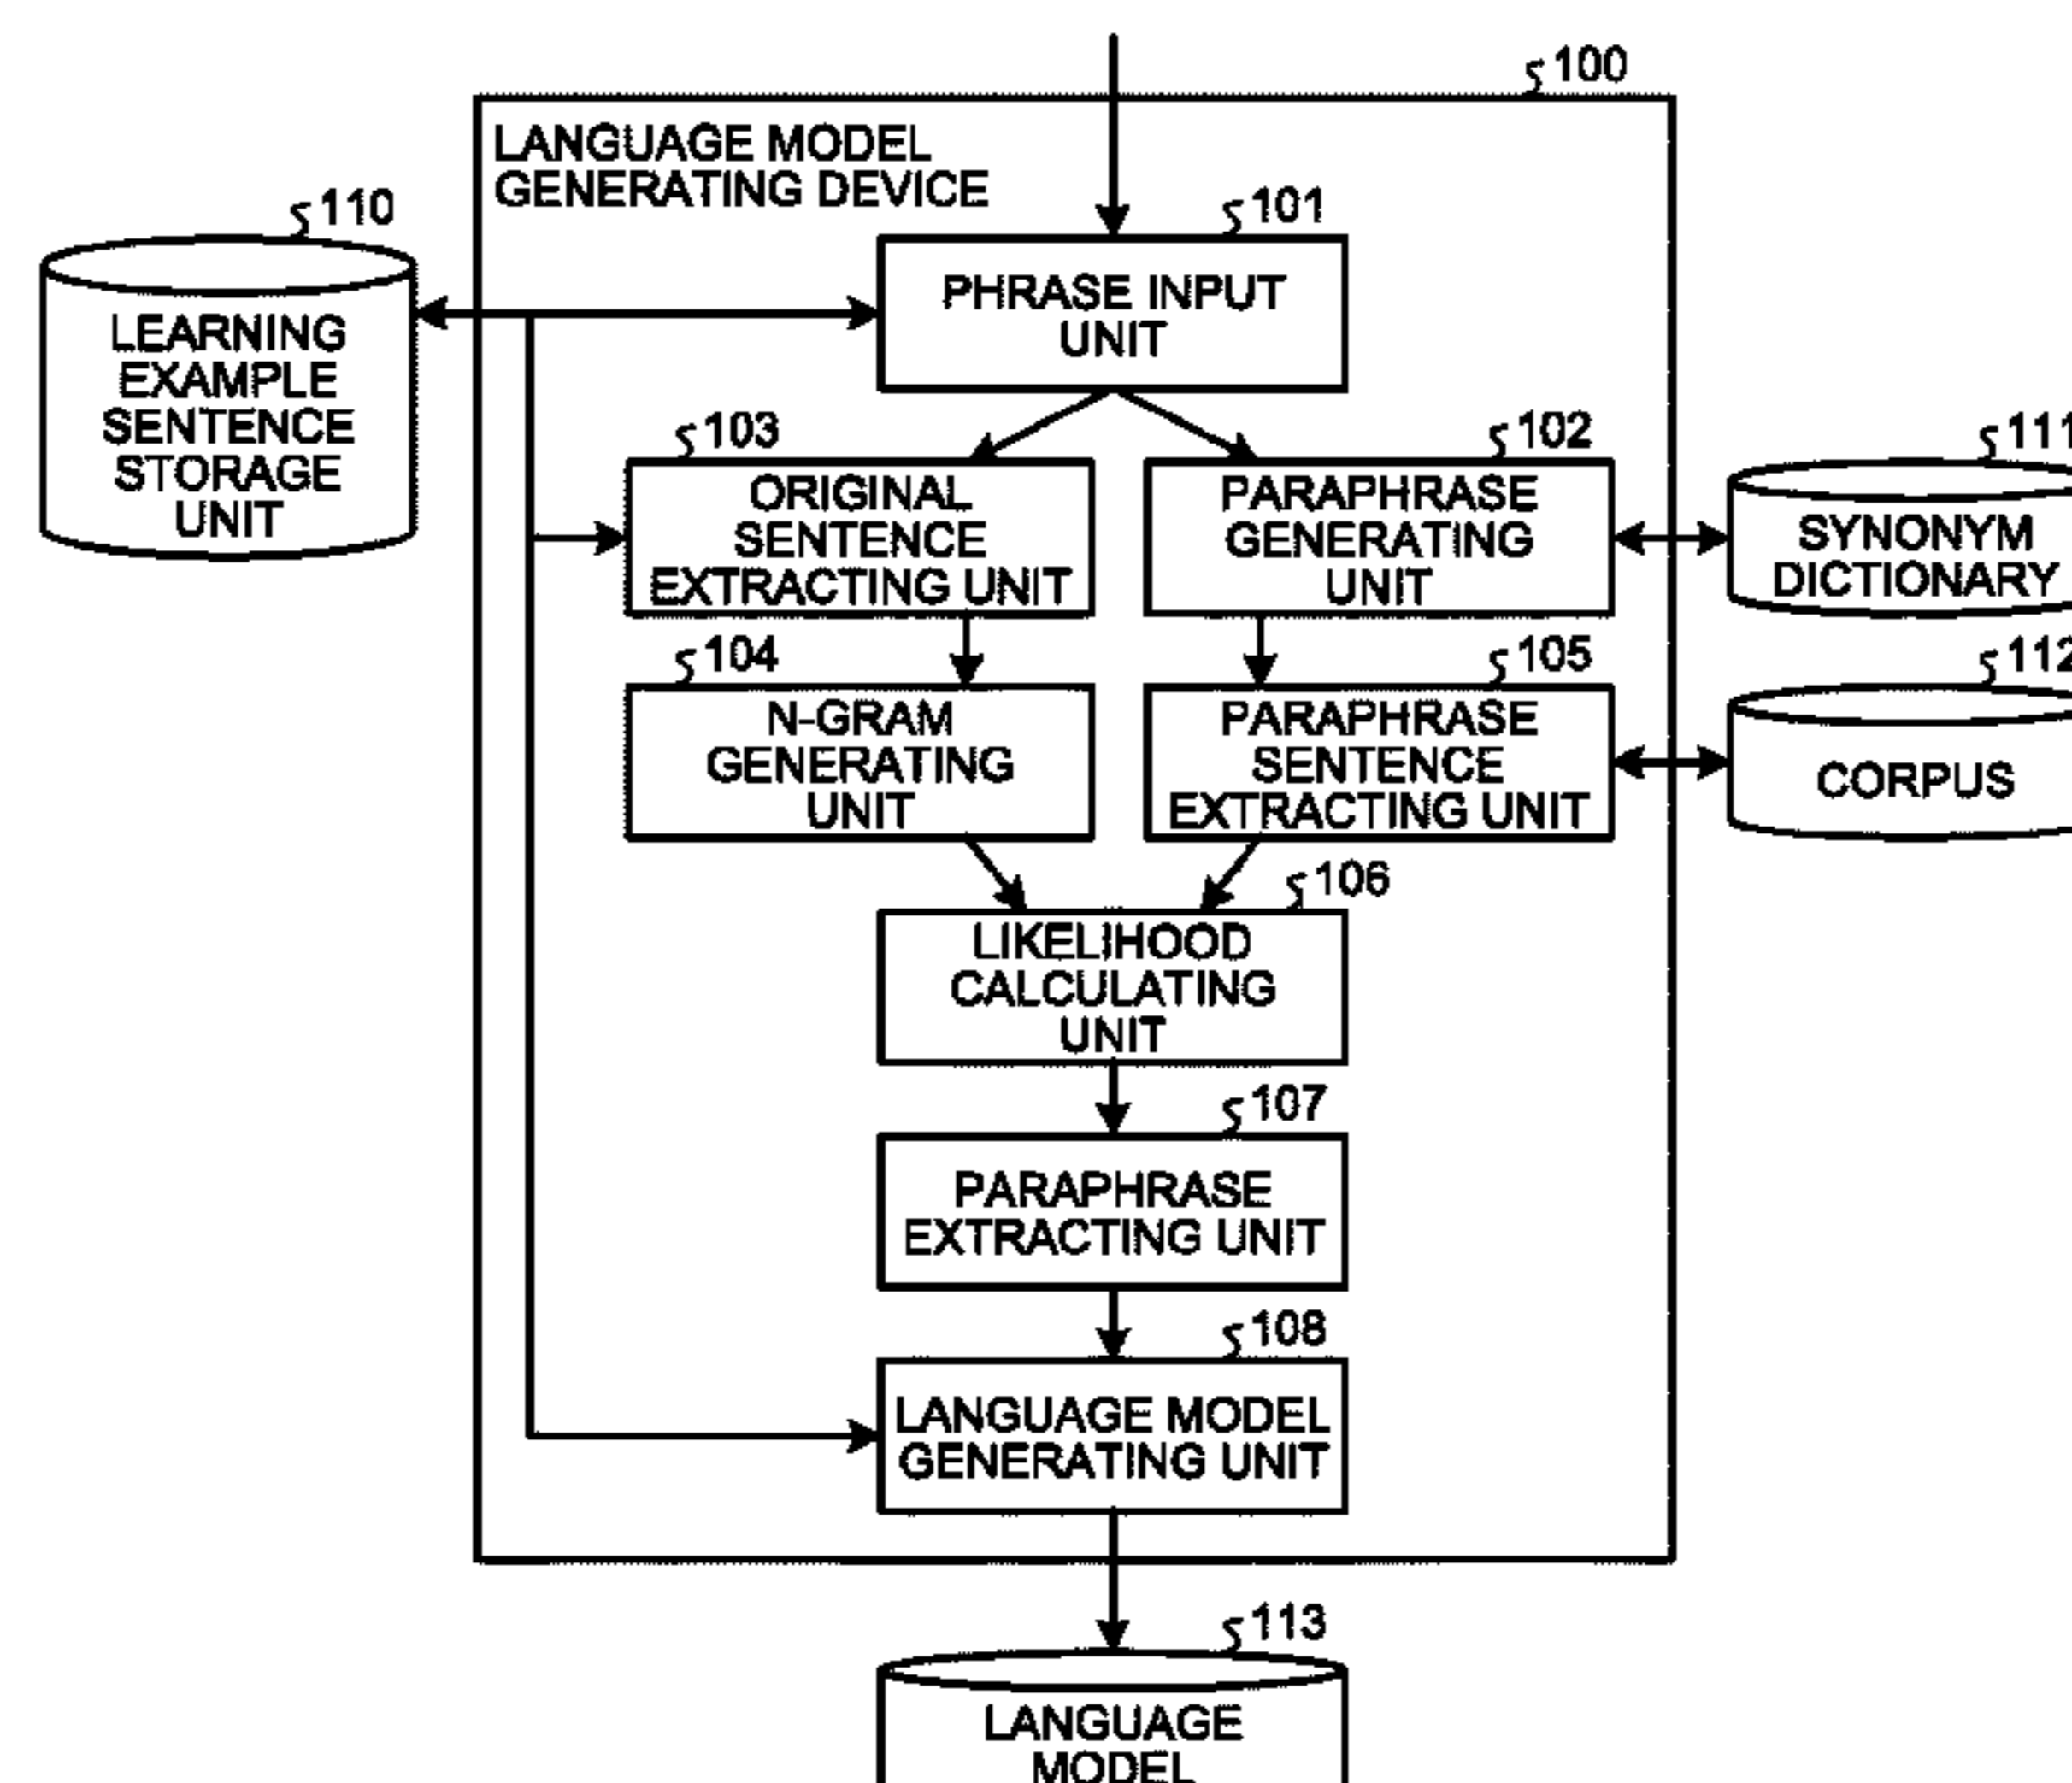 100
LANGUAGE MODEL
GENERATING DEVICE
110
101
LEARNING
EXAMPLE
SENTENCE
STORAGE
UNIT
PHRASE INPUT
UNIT
103
102
111
ORIGINAL
SENTENCE
EXTRACTING UNIT
PARAPHRASE
GENERATING
UNIT
SYNONYM
DICTIONARY
104
105
112
N-GRAM
GENERATING
UNIT
PARAPHRASE
SENTENCE
EXTRACTING UNIT
CORPUS
106
LIKELIHOOD
CALCULATING
UNIT
107
PARAPHRASE
EXTRACTING UNIT
108
LANGUAGE MODEL
GENERATING UNIT
113
LANGUAGE
MODEL